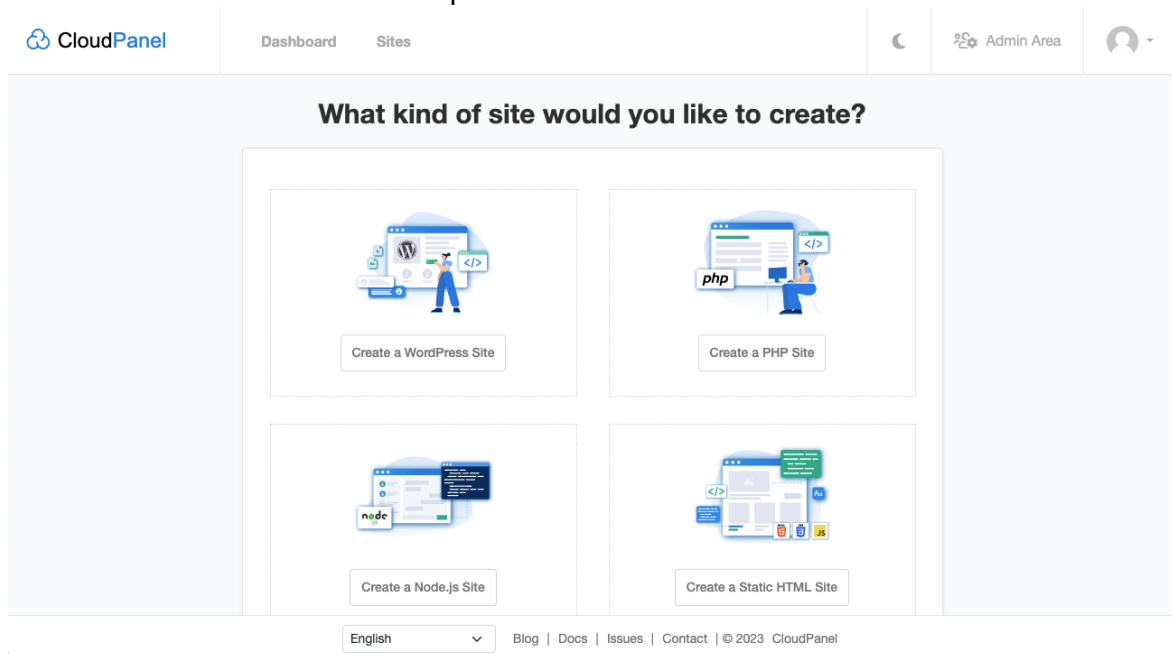 CloudPanel
Dashboard
Sites
Admin Area
What kind of site would you like to create?
</>
Create a WordPress Site
</>
php
Create a PHP Site
node
Create a Node.js Site
</>
JS
Create a Static HTML Site
English
Blog | Docs | Issues | Contact | © 2023 CloudPanel